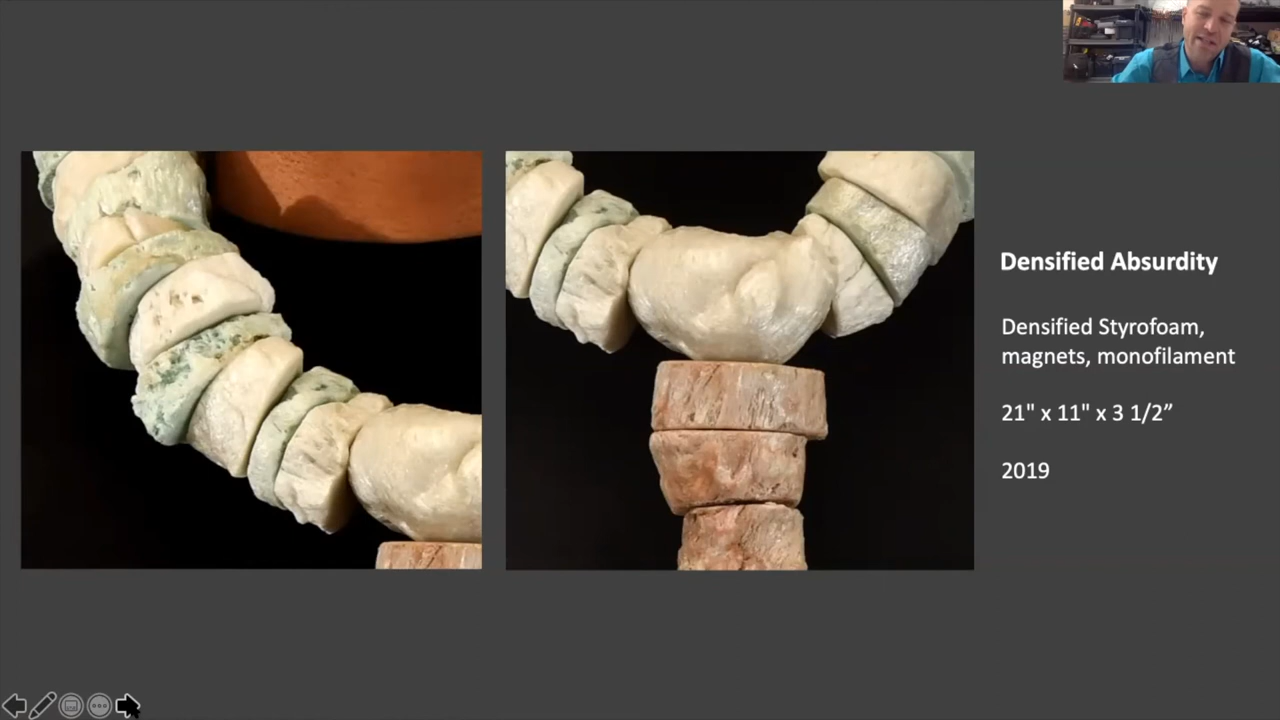 Densified Absurdity
Densified Styrofoam,
magnets, monofilament
21" x 11" x 3 1/2”
2019